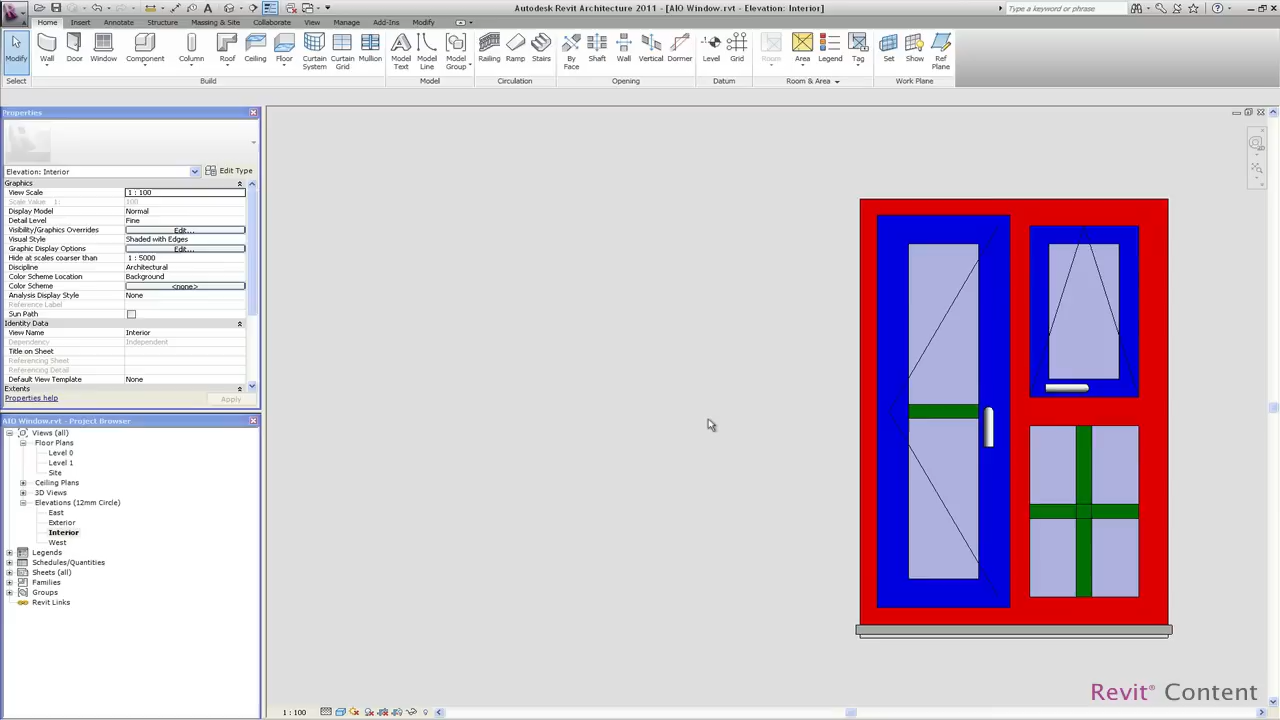 Autodesk Revit Architecture 2011 - [AIO Window.rvt - Elevation: Interior]
Type a keyword or phrase
Home Insert Annotate Structure Massing & Site Collaborate View Manage Add-Ins Modify
Modify Wall Door Window Component Column Roof Ceiling Floor Curtain System Curtain Grid Mullion Model Text Model Line Model Group Railing Ramp Stairs By Face Shaft Wall Vertical Dormer Level Grid Room Area Legend Tag Set Show Ref Plane
Select Build Model Circulation Opening Datum Room & Area Work Plane
Properties
Elevation: Interior Edit Type
Graphics
View Scale 1 : 100
Scale Value 1: 100
Display Model Normal
Detail Level Fine
Visibility/Graphics Overrides Edit...
Visual Style Shaded with Edges
Graphic Display Options Edit...
Hide at scales coarser than 1 : 5000
Discipline Architectural
Color Scheme Location Background
Color Scheme <none>
Analysis Display Style None
Reference Label
Sun Path
Identity Data
View Name Interior
Dependency Independent
Title on Sheet
Referencing Sheet
Referencing Detail
Default View Template None
Extents
Properties help Apply
AIO Window.rvt - Project Browser
Views (all)
Floor Plans
Level 0
Level 1
Site
Ceiling Plans
3D Views
Elevations (12mm Circle)
East
Exterior
Interior
West
Legends
Schedules/Quantities
Sheets (all)
Families
Groups
Revit Links
1 : 100
Revit® Content